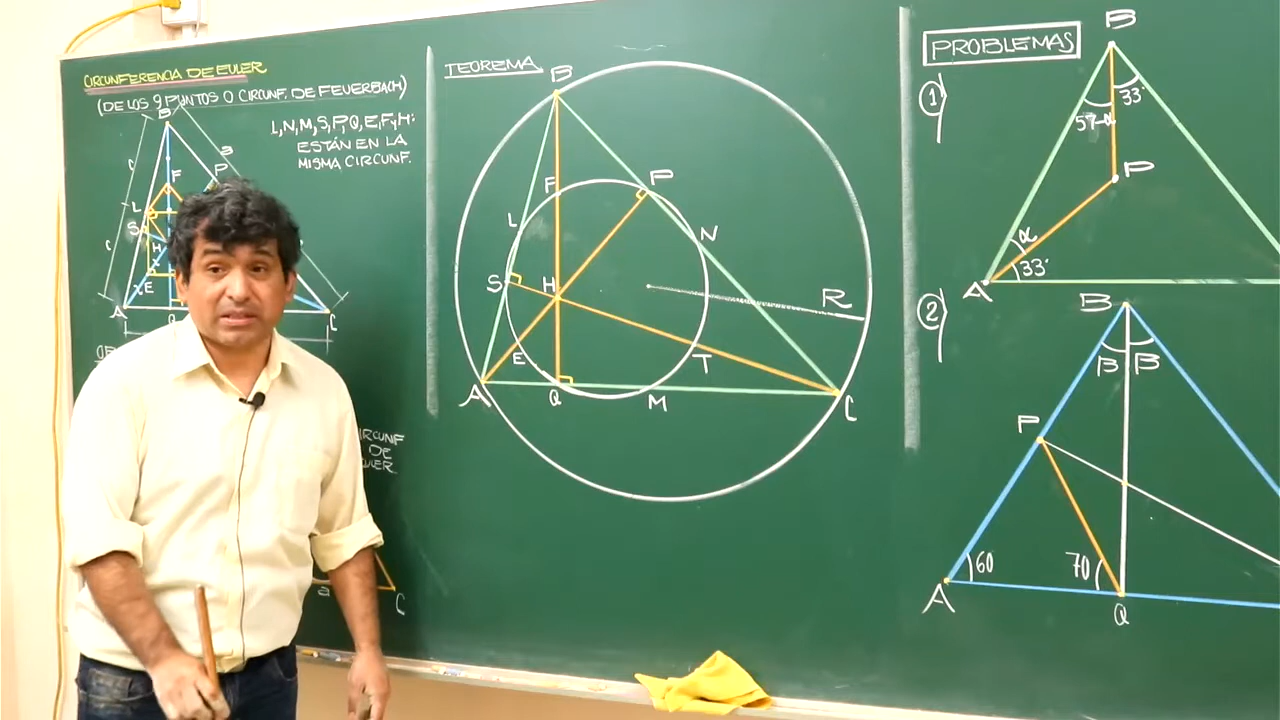 CIRCUNFERENCIA DE EULER
(DE LOS 9 PUNTOS O CIRCUNF. DE FEUERBACH)
L,N,M,S,P,Q,E,F y H:
ESTÁN EN LA
MISMA CIRCUNF.
B
a
c
F
P
L
S
H
c
E
A
C
CIRCUNF
DE
EULER
a
C
TEOREMA
B
F
P
L
N
S
H
R
E
T
A
Q
M
C
PROBLEMAS
1)
B
33°
57-α
P
α
33°
A
2)
B
β β
P
60
70
A
Q